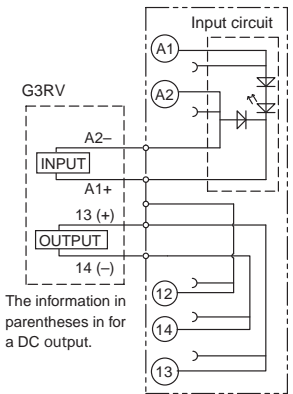 Input circuit
A1
G3RV
A2
A2–
INPUT
A1+
13 (+)
OUTPUT
14 (–)
12
The information in
parentheses in for
a DC output.
14
13